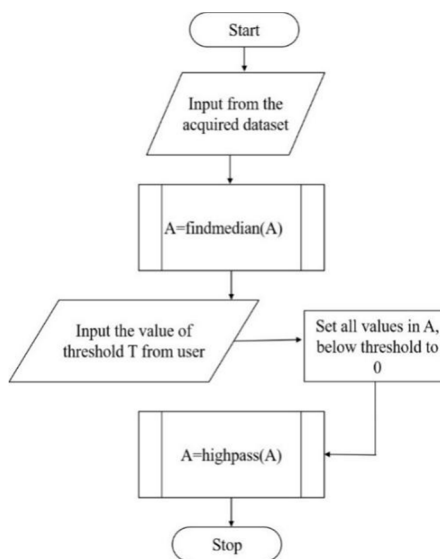 Start
Input from the
acquired dataset
A=findmedian(A)
Input the value of
threshold T from user
Set all values in A,
below threshold to
0
A=highpass(A)
Stop